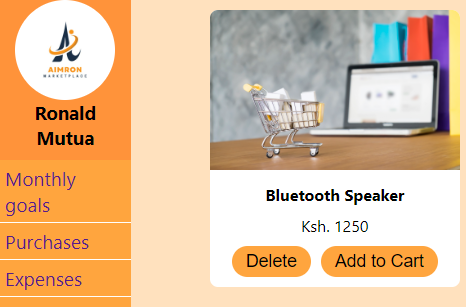 AIMRON
MARKETPLACE
Ronald
Mutua
Monthly
goals
Purchases
Expenses
Bluetooth Speaker
Ksh. 1250
Delete
Add to Cart